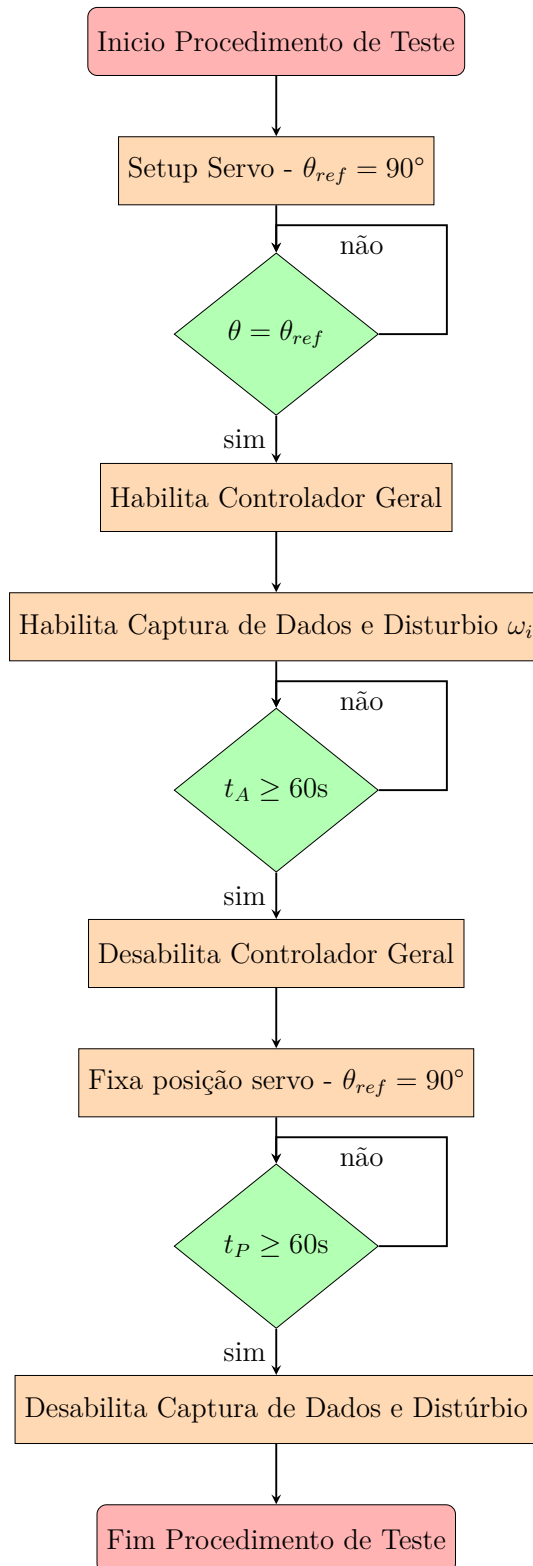 Inicio Procedimento de Teste
Setup Servo - θ_ref = 90°
não
θ = θ_ref
sim
Habilita Controlador Geral
Habilita Captura de Dados e Disturbio ω_i
não
t_A ≥ 60s
sim
Desabilita Controlador Geral
Fixa posição servo - θ_ref = 90°
não
t_P ≥ 60s
sim
Desabilita Captura de Dados e Distúrbio
Fim Procedimento de Teste